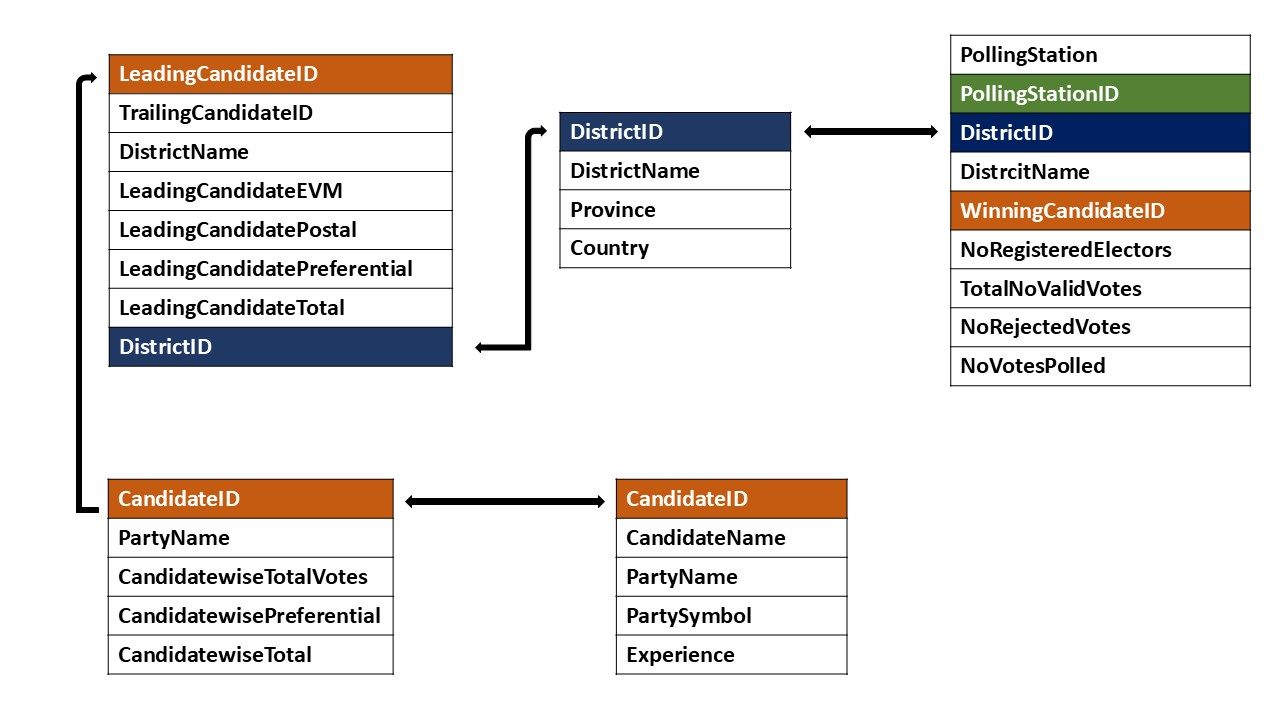 LeadingCandidateID
TrailingCandidateID
DistrictName
LeadingCandidateEVM
LeadingCandidatePostal
LeadingCandidatePreferential
LeadingCandidateTotal
DistrictID
DistrictID
DistrictName
Province
Country
PollingStation
PollingStationID
DistrictID
DistrcitName
WinningCandidateID
NoRegisteredElectors
TotalNoValidVotes
NoRejectedVotes
NoVotesPolled
CandidateID
PartyName
CandidatewiseTotalVotes
CandidatewisePreferential
CandidatewiseTotal
CandidateID
CandidateName
PartyName
PartySymbol
Experience